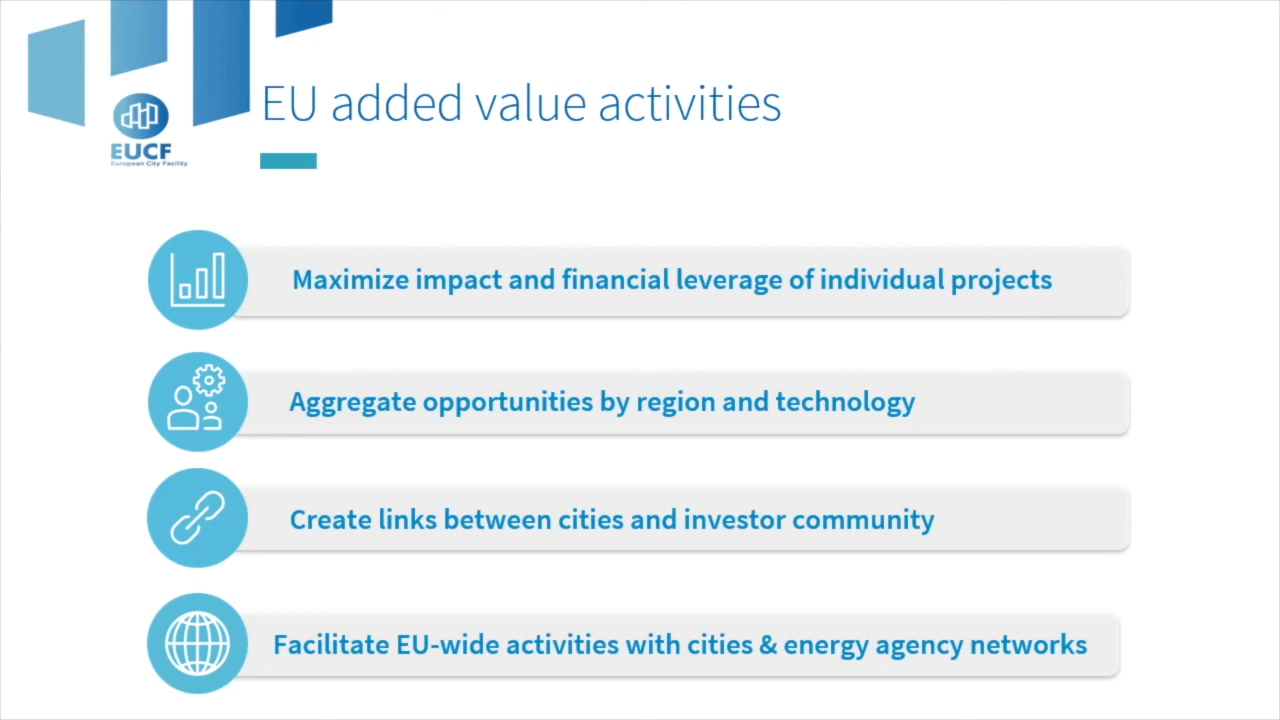 EU added value activities
EUCF
European City Facility
Maximize impact and financial leverage of individual projects
Aggregate opportunities by region and technology
Create links between cities and investor community
Facilitate EU-wide activities with cities & energy agency networks